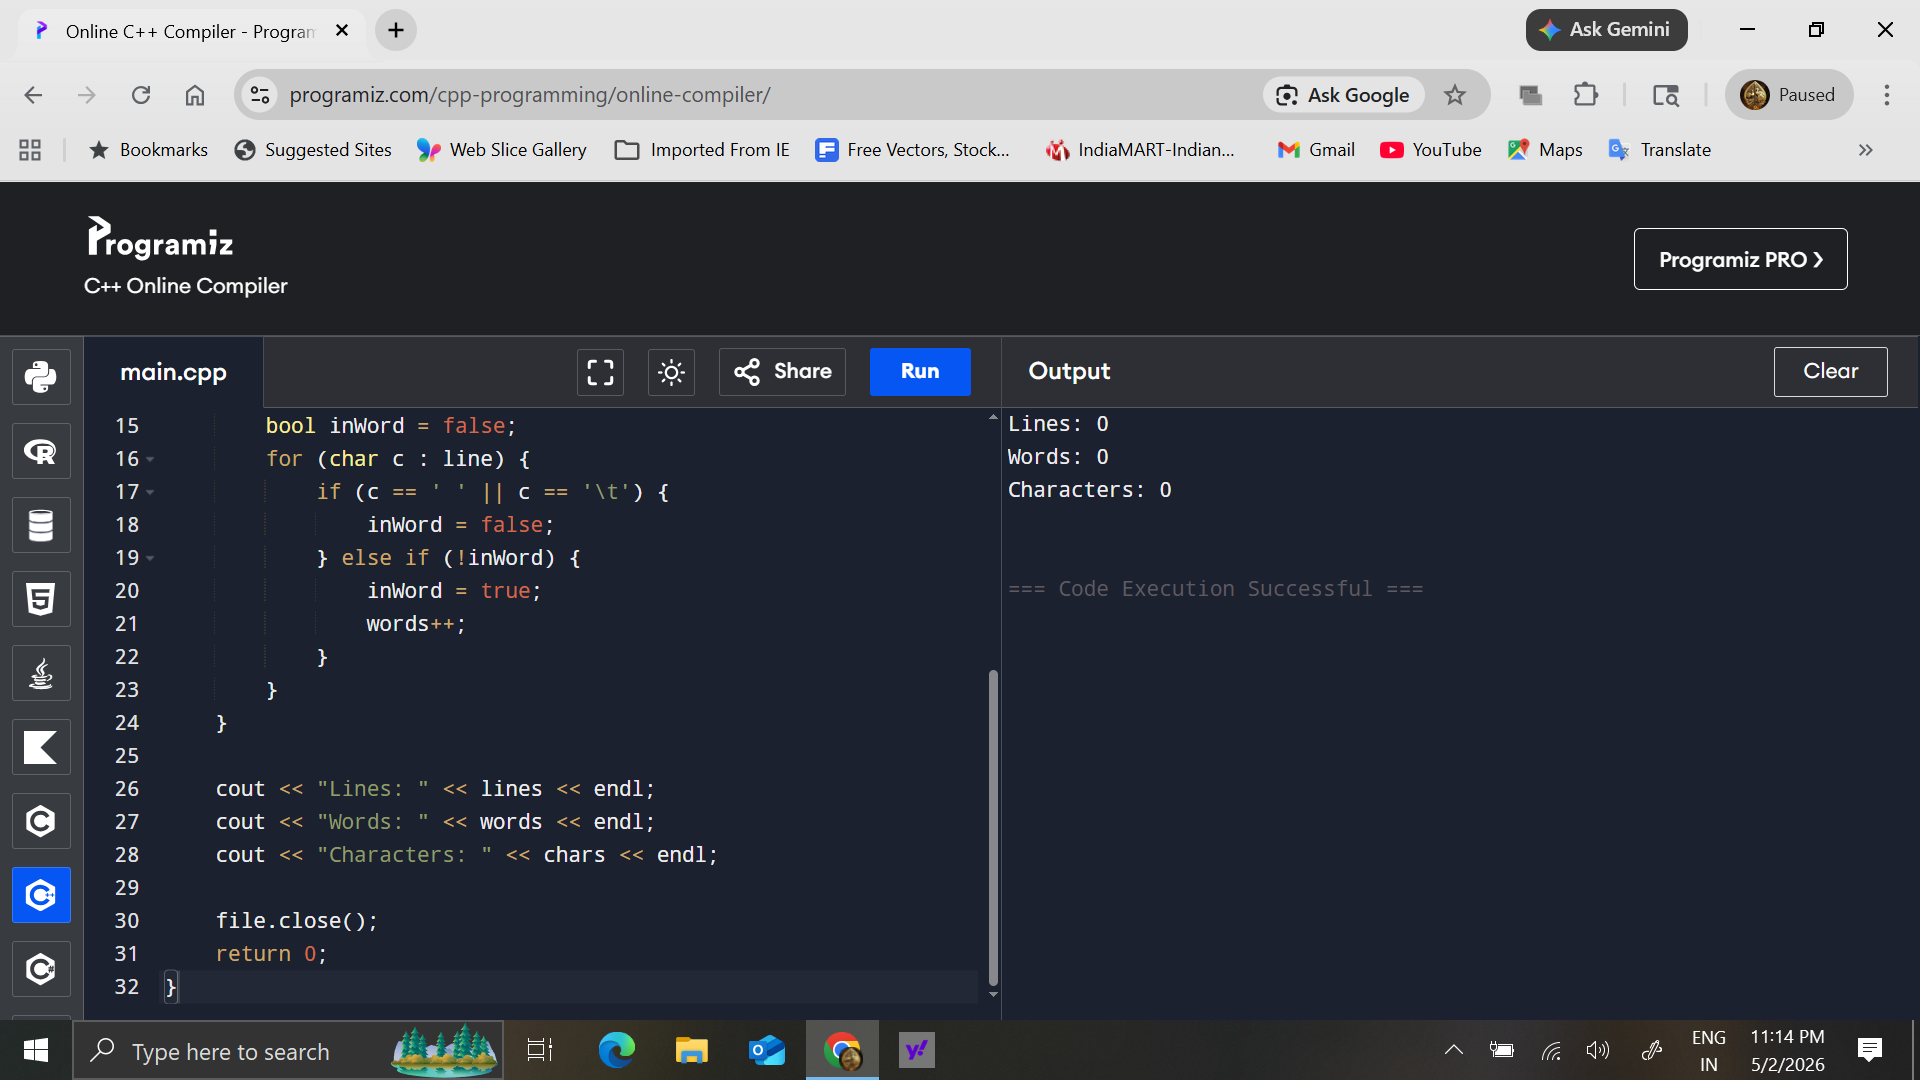 Online C++ Compiler - Program
Ask Gemini
programiz.com/cpp-programming/online-compiler/
Ask Google
Paused
Bookmarks
Suggested Sites
Web Slice Gallery
Imported From IE
Free Vectors, Stock...
IndiaMART-Indian...
Gmail
YouTube
Maps
Translate
Programiz
C++ Online Compiler
Programiz PRO ❯
main.cpp
Share
Run
Output
Clear
15 bool inWord = false;
16 for (char c : line) {
17 if (c == ' ' || c == '\t') {
18 inWord = false;
19 } else if (!inWord) {
20 inWord = true;
21 words++;
22 }
23 }
24 }
25
26 cout << "Lines: " << lines << endl;
27 cout << "Words: " << words << endl;
28 cout << "Characters: " << chars << endl;
29
30 file.close();
31 return 0;
32 }
Lines: 0
Words: 0
Characters: 0
=== Code Execution Successful ===
Type here to search
ENG
IN
11:14 PM
5/2/2026